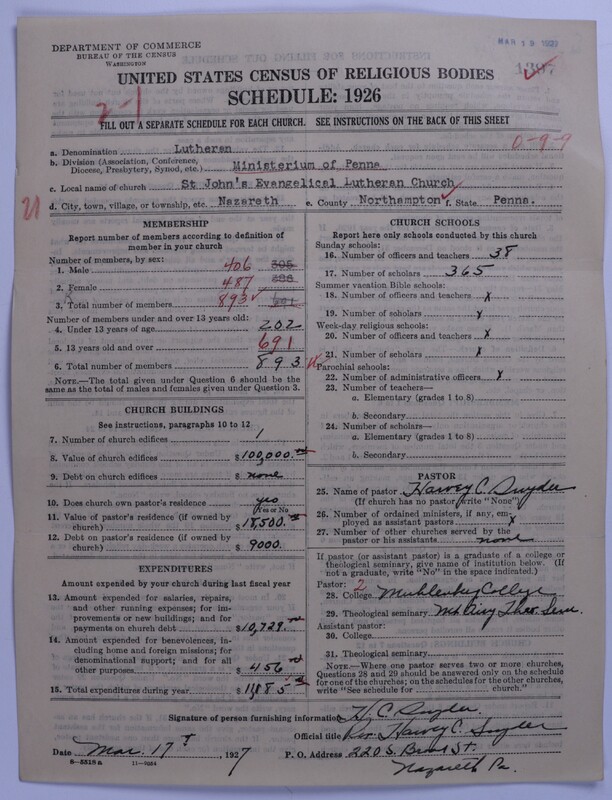 MAR 19 1927
DEPARTMENT OF COMMERCE
BUREAU OF THE CENSUS
WASHINGTON
UNITED STATES CENSUS OF RELIGIOUS BODIES
SCHEDULE: 1926
2-1
FILL OUT A SEPARATE SCHEDULE FOR EACH CHURCH. SEE INSTRUCTIONS ON THE BACK OF THIS SHEET
0-9-9
a. Denomination Lutheran
b. Division (Association, Conference, Diocese, Presbytery, Synod, etc.) Ministerium of Penna
c. Local name of church St John's Evangelical Lutheran Church
d. City, town, village, or township, etc. Nazareth e. County Northampton f. State Penna.
MEMBERSHIP
Report number of members according to definition of
member in your church
Number of members, by sex:
1. Male 406
2. Female 487
3. Total number of members 893
Number of members under and over 13 years old:
4. Under 13 years of age 202
5. 13 years old and over 691
6. Total number of members 893
NOTE.—The total given under Question 6 should be
same as the total of males and females given under Question 3.
CHURCH BUILDINGS
See instructions, paragraphs 10 to 12
7. Number of church edifices 1
8. Value of church edifices $100,000.
9. Debt on church edifices $ none
10. Does church own pastor's residence yes
(Yes or No)
11. Value of pastor's residence (if owned by
church) $18,500.
12. Debt on pastor's residence (if owned by
church) $ 9000.
EXPENDITURES
Amount expended by your church during last fiscal year
13. Amount expended for salaries, repairs,
and other running expenses; for im-
provements or new buildings; and for
payments on church debt $10,729.
14. Amount expended for benevolences, in-
cluding home and foreign missions; for
denominational support; and for all
other purposes $ 456
15. Total expenditures during year $11,185
CHURCH SCHOOLS
Report here only schools conducted by this church
Sunday schools:
16. Number of officers and teachers 38
17. Number of scholars 365
Summer vacation Bible schools:
18. Number of officers and teachers x
19. Number of scholars x
Week-day religious schools:
20. Number of officers and teachers x
21. Number of scholars x
Parochial schools:
22. Number of administrative officers x
23. Number of teachers—
a. Elementary (grades 1 to 8)
b. Secondary
24. Number of scholars—
a. Elementary (grades 1 to 8)
b. Secondary
PASTOR
25. Name of pastor Harvey C. Snyder
(If church has no pastor, write "None")
26. Number of ordained ministers, if any, em-
ployed as assistant pastors x
27. Number of other churches served by the
pastor or his assistants none
If pastor (or assistant pastor) is a graduate of a college or
theological seminary, give name of institution below. (If
not a graduate, write "No" in the space indicated.)
Pastor: 2
28. College Muhlenberg College
29. Theological seminary Mt Airy Theo. Sem.
Assistant pastor:
30. College
31. Theological seminary
NOTE.—Where one pastor serves two or more churches,
Questions 28 and 29 should be answered only on the schedule
for one of the churches; on the schedules for the other churches,
write "See schedule for church."
Signature of person furnishing information H C Snyder.
Official title Rev. Harvey C. Snyder
Date Mar. 17, 1927 P. O. Address 220 S. Broad St.
8-5518a 11-9254
Nazareth Pa.